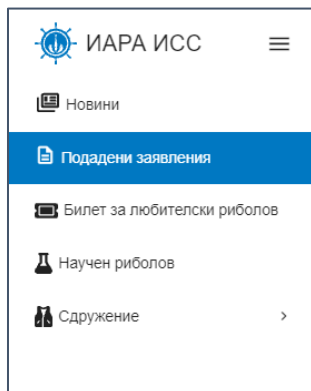 ИАРА ИСС
Новини
Подадени заявления
Билет за любителски риболов
Научен риболов
Сдружение